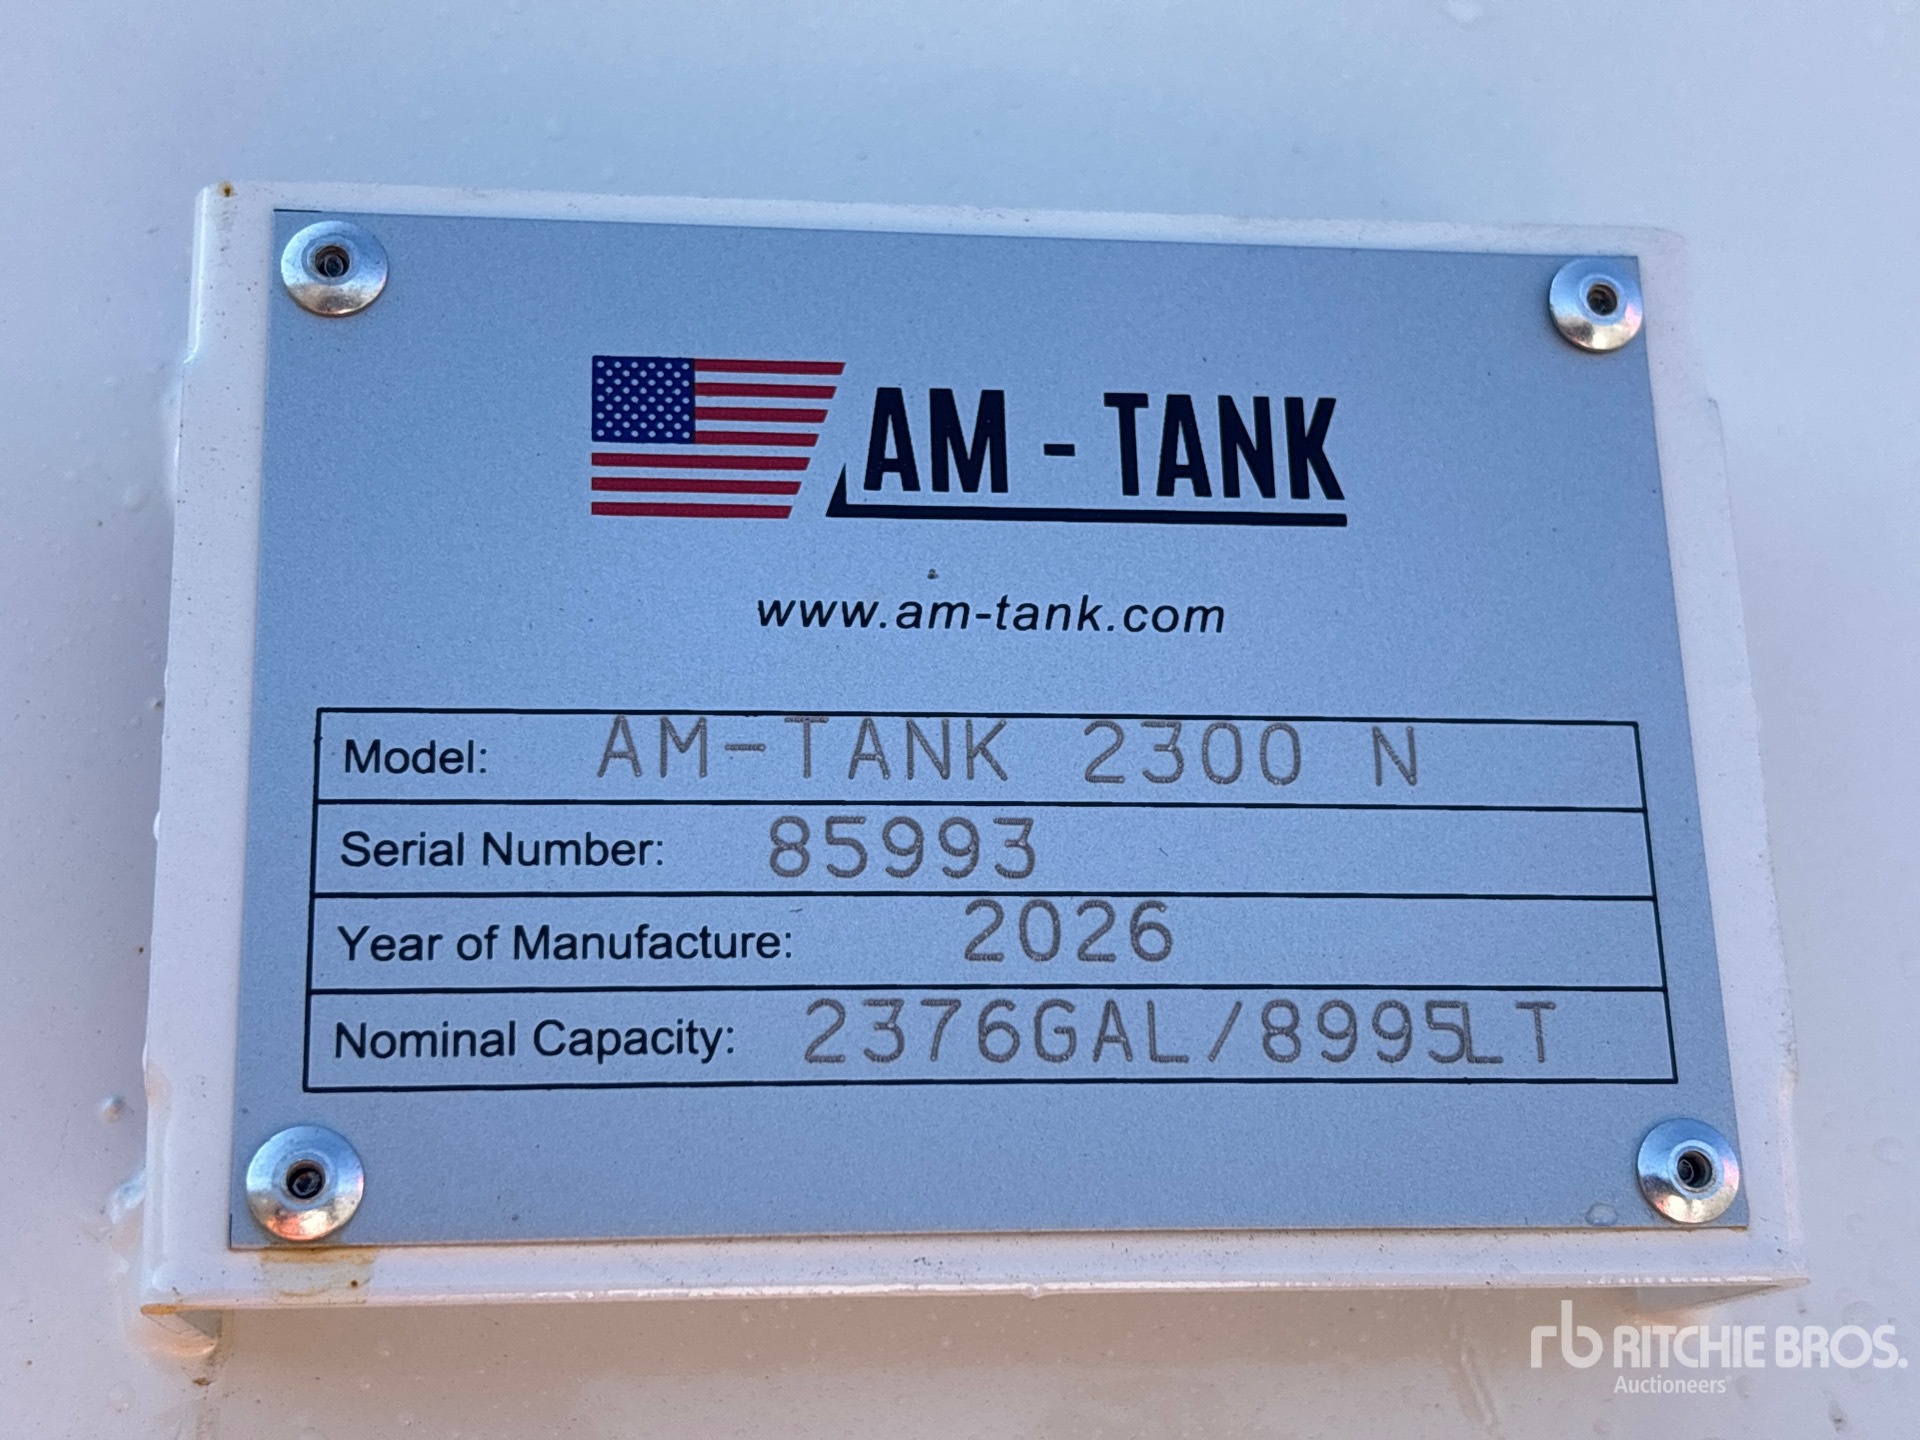 AM - TANK
www.am-tank.com
Model: AM-TANK 2300 N
Serial Number: 85993
Year of Manufacture: 2026
Nominal Capacity: 2376GAL/8995LT
rb RITCHIE BROS.
Auctioneers